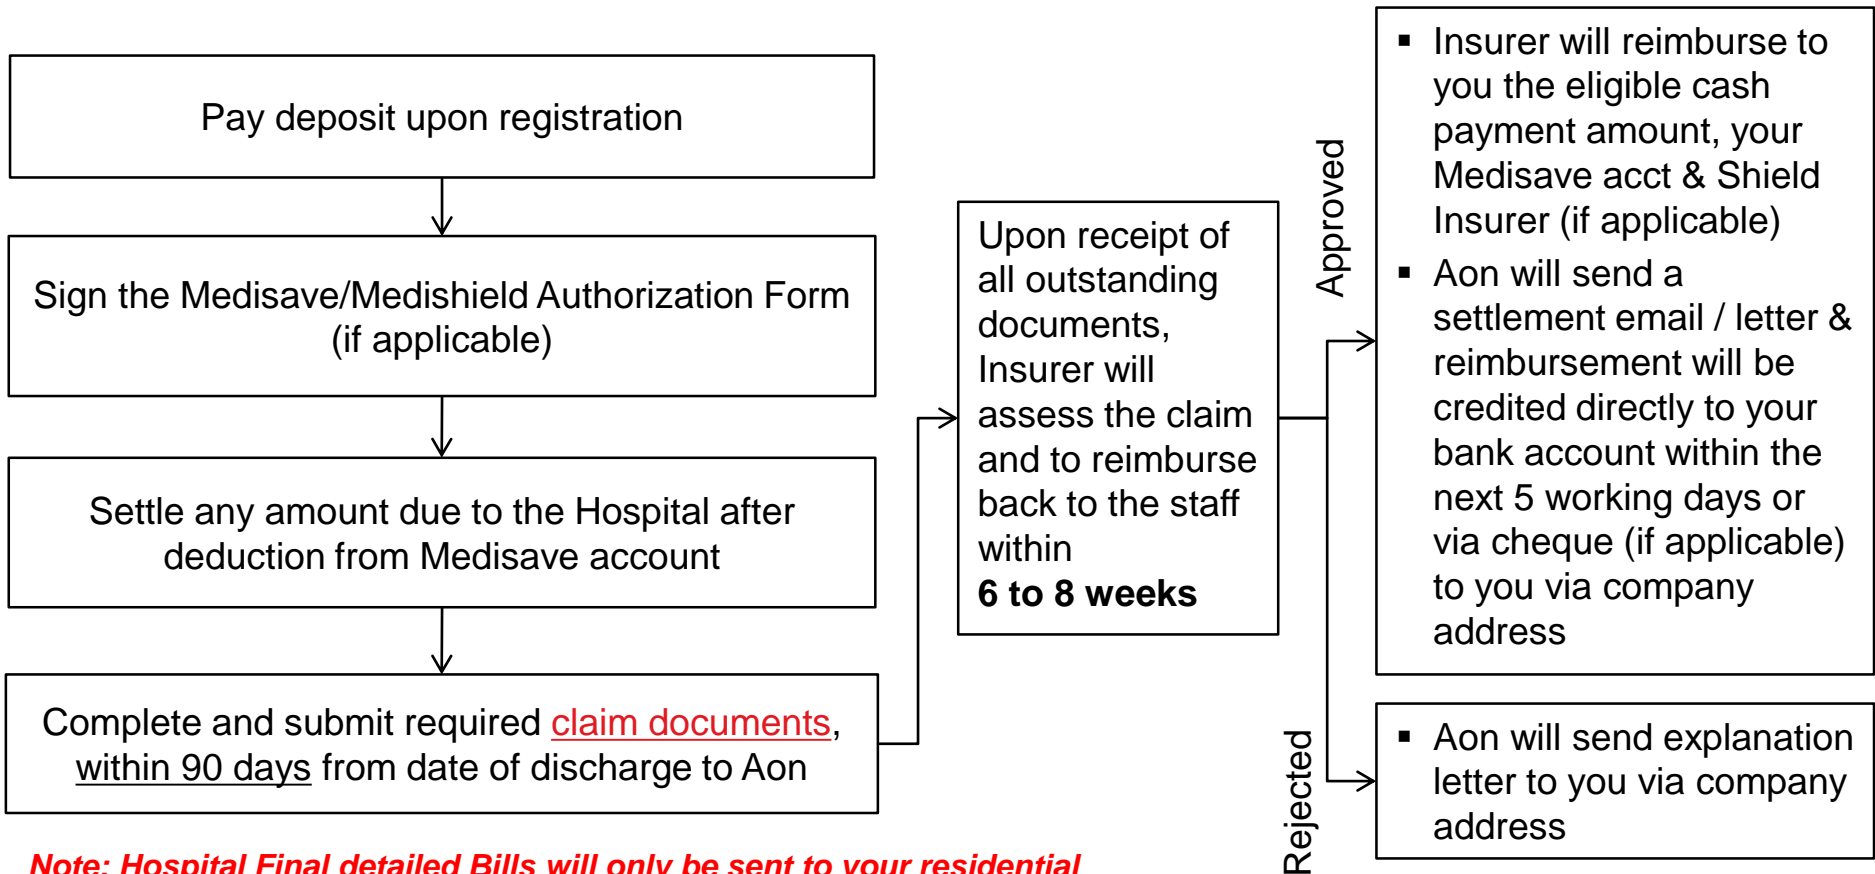 Pay deposit upon registration
Sign the Medisave/Medishield Authorization Form
(if applicable)
Settle any amount due to the Hospital after
deduction from Medisave account
Complete and submit required claim documents,
within 90 days from date of discharge to Aon
Note: Hospital Final detailed Bills will only be sent to your residential
Upon receipt of
all outstanding
documents,
Insurer will
assess the claim
and to reimburse
back to the staff
within
6 to 8 weeks
Approved
▪ Insurer will reimburse to
you the eligible cash
payment amount, your
Medisave acct & Shield
Insurer (if applicable)
▪ Aon will send a
settlement email / letter &
reimbursement will be
credited directly to your
bank account within the
next 5 working days or
via cheque (if applicable)
to you via company
address
Rejected
▪ Aon will send explanation
letter to you via company
address